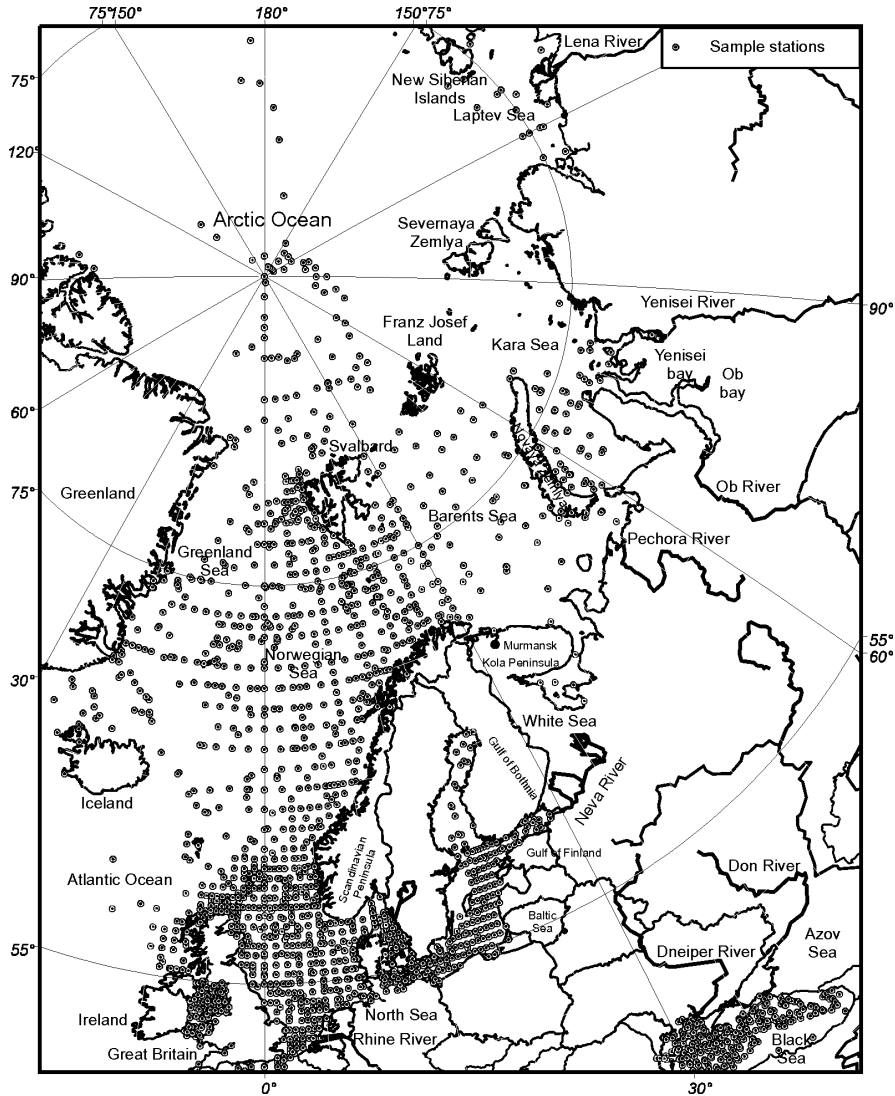 75° 150° 180° 150° 75°
Lena River
Sample stations
75°
New Siberian
Islands
Laptev Sea
120°
Arctic Ocean
Severnaya
Zemlya
90°
Yenisei River
90°
Franz Josef
Land
Kara Sea
Yenisei
bay
Ob
bay
60°
Novaya Zemlya
Svalbard
75°
Greenland
Ob River
Barents Sea
Greenland
Sea
Pechora River
55°
60°
Murmansk
Kola Peninsula
Norwegian
Sea
30°
White Sea
Gulf of Bothnia
Neva River
Iceland
Gulf of Finland
Scandinavian
Peninsula
Don River
Atlantic Ocean
Baltic
Sea
Azov
Sea
55°
Dneiper River
Ireland
North Sea
Rhine River
Black
Sea
Great Britain
0° 30°